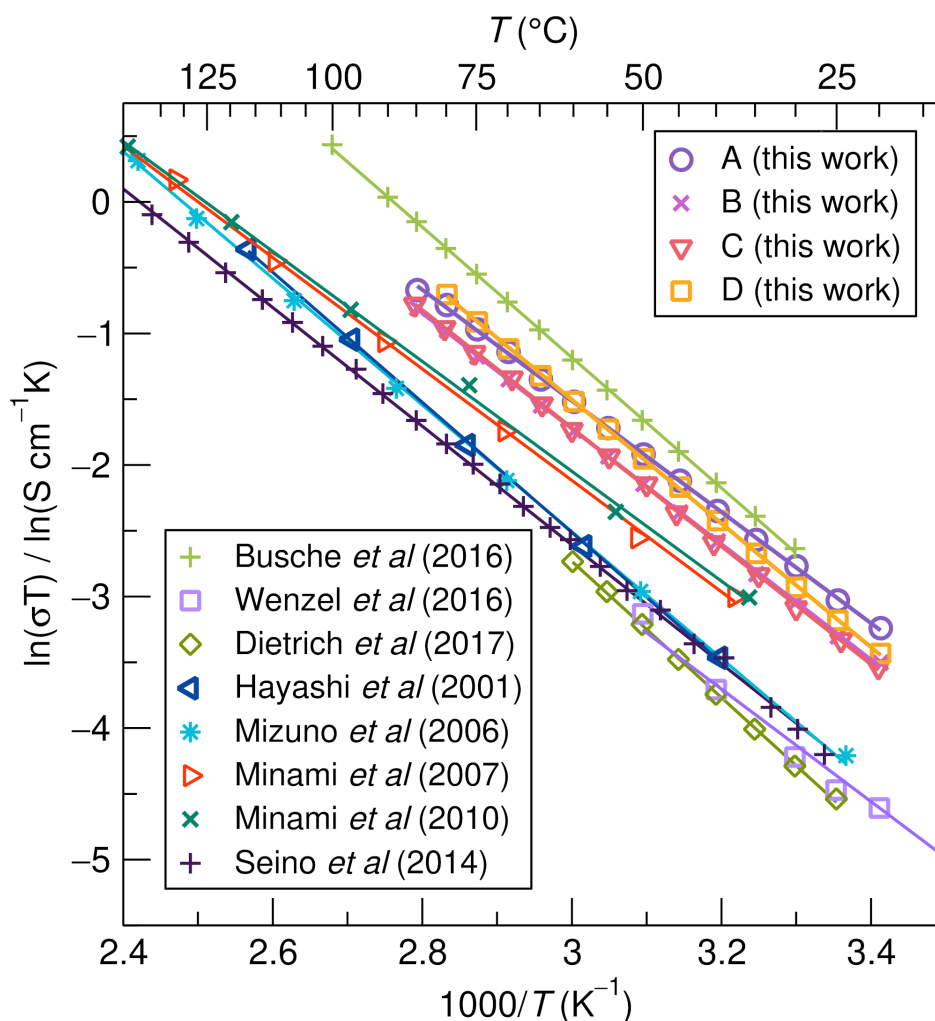 T (°C)
125 100 75 50 25
A (this work)
B (this work)
C (this work)
D (this work)
ln(σT) / ln(S cm⁻¹K)
0
−1
−2
−3
−4
−5
Busche et al (2016)
Wenzel et al (2016)
Dietrich et al (2017)
Hayashi et al (2001)
Mizuno et al (2006)
Minami et al (2007)
Minami et al (2010)
Seino et al (2014)
2.4 2.6 2.8 3 3.2 3.4
1000/T (K⁻¹)